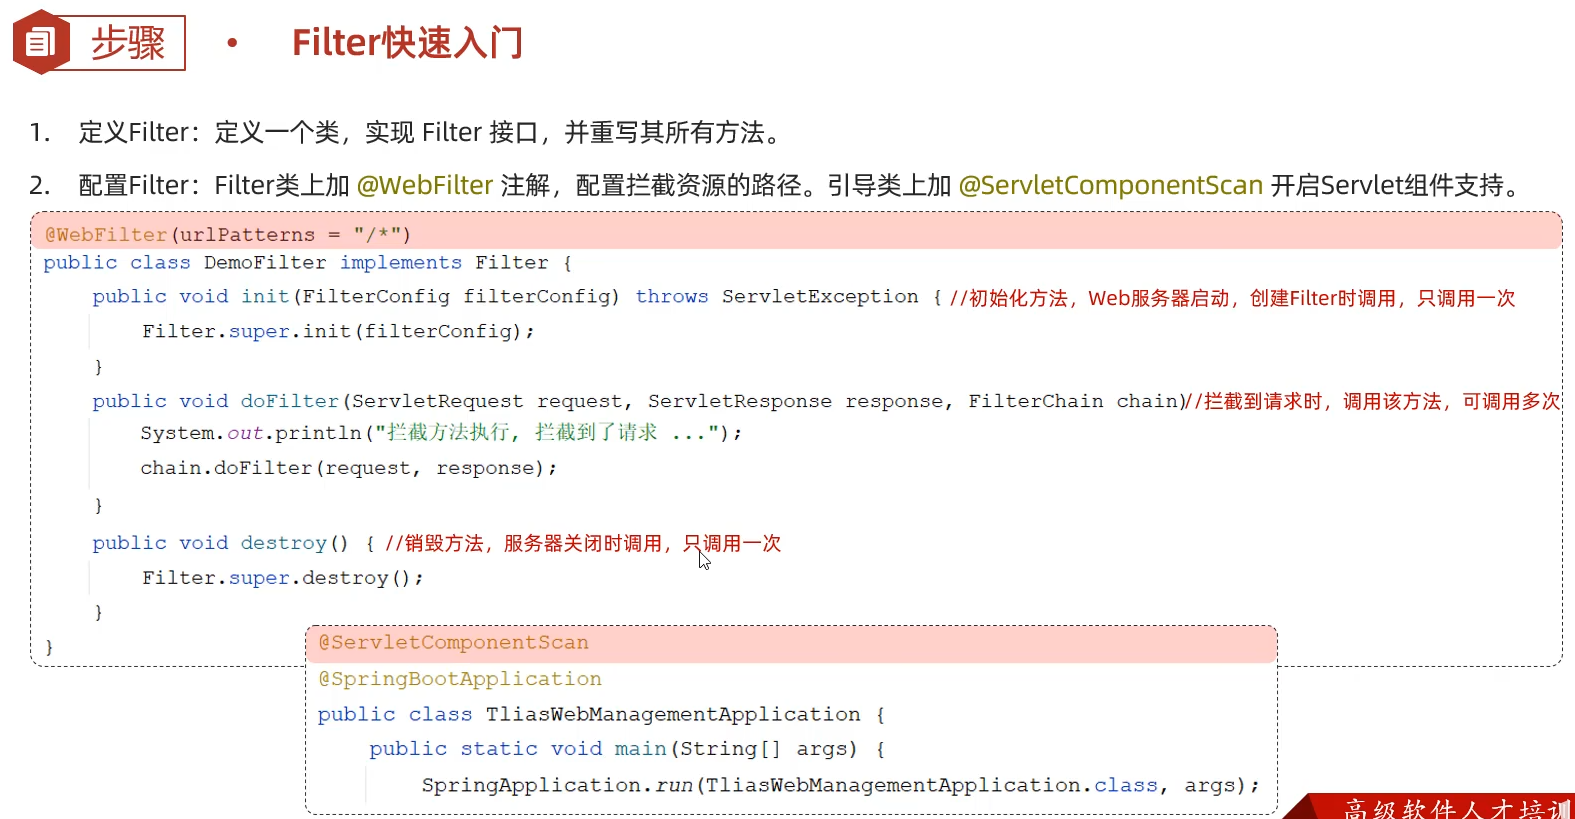 步骤 • Filter快速入门
1. 定义Filter：定义一个类，实现 Filter 接口，并重写其所有方法。
2. 配置Filter：Filter类上加 @WebFilter 注解，配置拦截资源的路径。引导类上加 @ServletComponentScan 开启Servlet组件支持。
@WebFilter(urlPatterns = "/*")
public class DemoFilter implements Filter {
public void init(FilterConfig filterConfig) throws ServletException { //初始化方法，Web服务器启动，创建Filter时调用，只调用一次
Filter.super.init(filterConfig);
}
public void doFilter(ServletRequest request, ServletResponse response, FilterChain chain)//拦截到请求时，调用该方法，可调用多次
System.out.println("拦截方法执行, 拦截到了请求 ...");
chain.doFilter(request, response);
}
public void destroy() { //销毁方法，服务器关闭时调用，只调用一次
Filter.super.destroy();
}
}
@ServletComponentScan
@SpringBootApplication
public class TliasWebManagementApplication {
public static void main(String[] args) {
SpringApplication.run(TliasWebManagementApplication.class, args);
高级软件人才培训